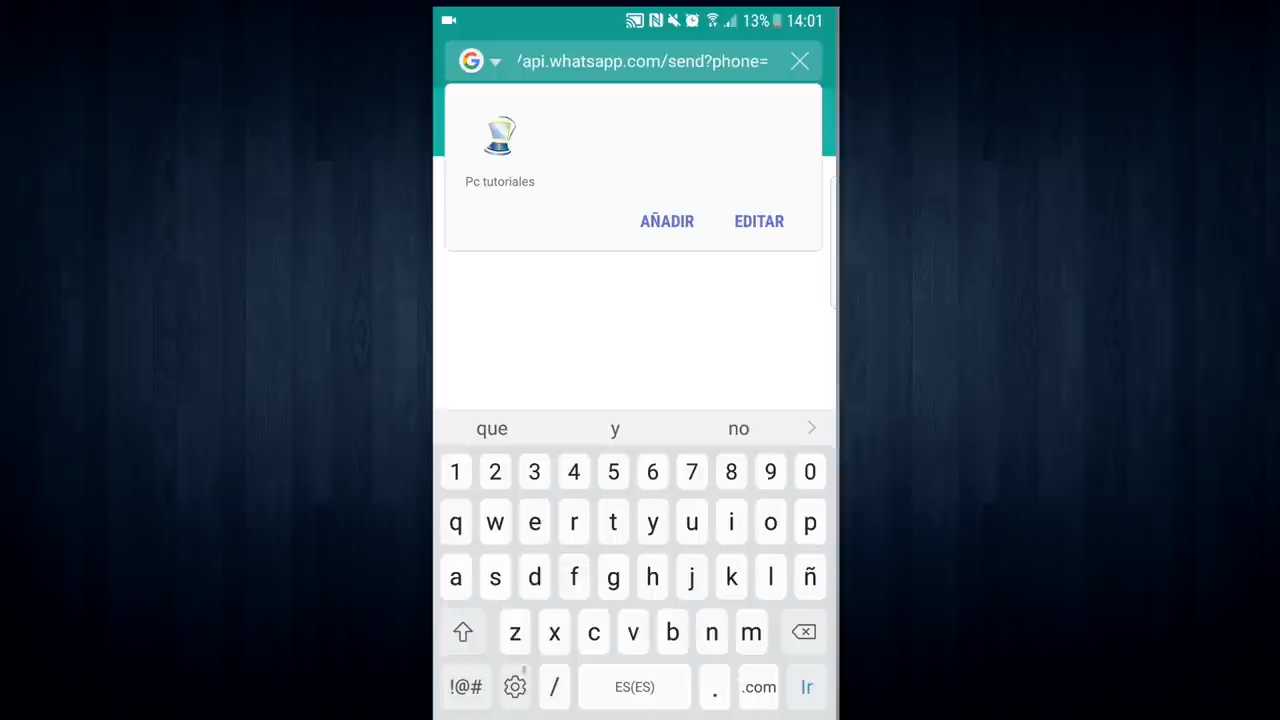 13% 14:01
/api.whatsapp.com/send?phone=
Pc tutoriales
AÑADIR EDITAR
que y no
1 2 3 4 5 6 7 8 9 0
q w e r t y u i o p
a s d f g h j k l ñ
z x c v b n m
!@# / ES(ES) . .com Ir